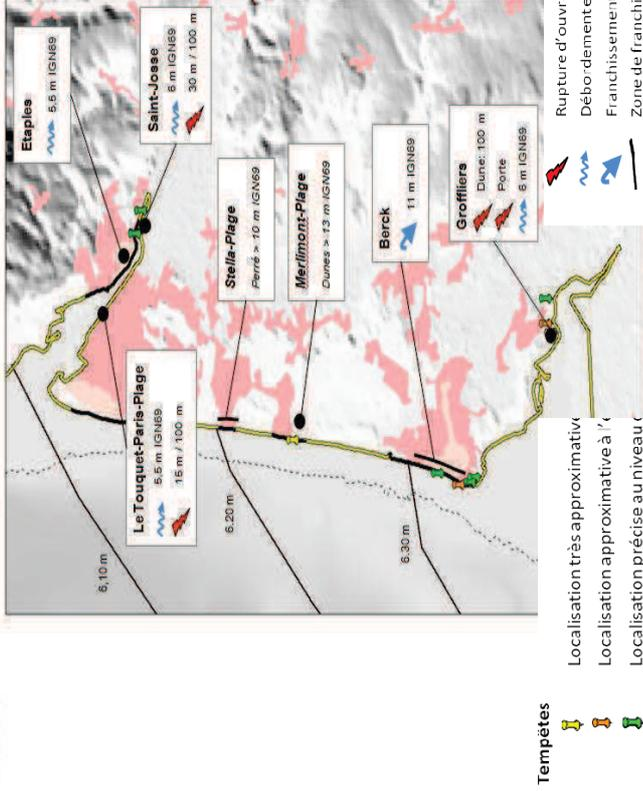 Etaples
5,5 m IGN69
Saint-Josse
6 m IGN69
30 m / 100 m
Le Touquet-Paris-Plage
5,5 m IGN69
15 m / 100 m
Stella-Plage
Perré > 10 m IGN69
Merlimont-Plage
Dunes > 13 m IGN69
Berck
11 m IGN69
Groffliers
Dune: 100 m
Porte
6 m IGN69
6,10 m
6.20 m
6.30 m
Tempêtes
Localisation très approximative
Localisation approximative à l'
Localisation précise au niveau
Rupture d'ouvr
Débordement
Franchissemen
Zone de franchi